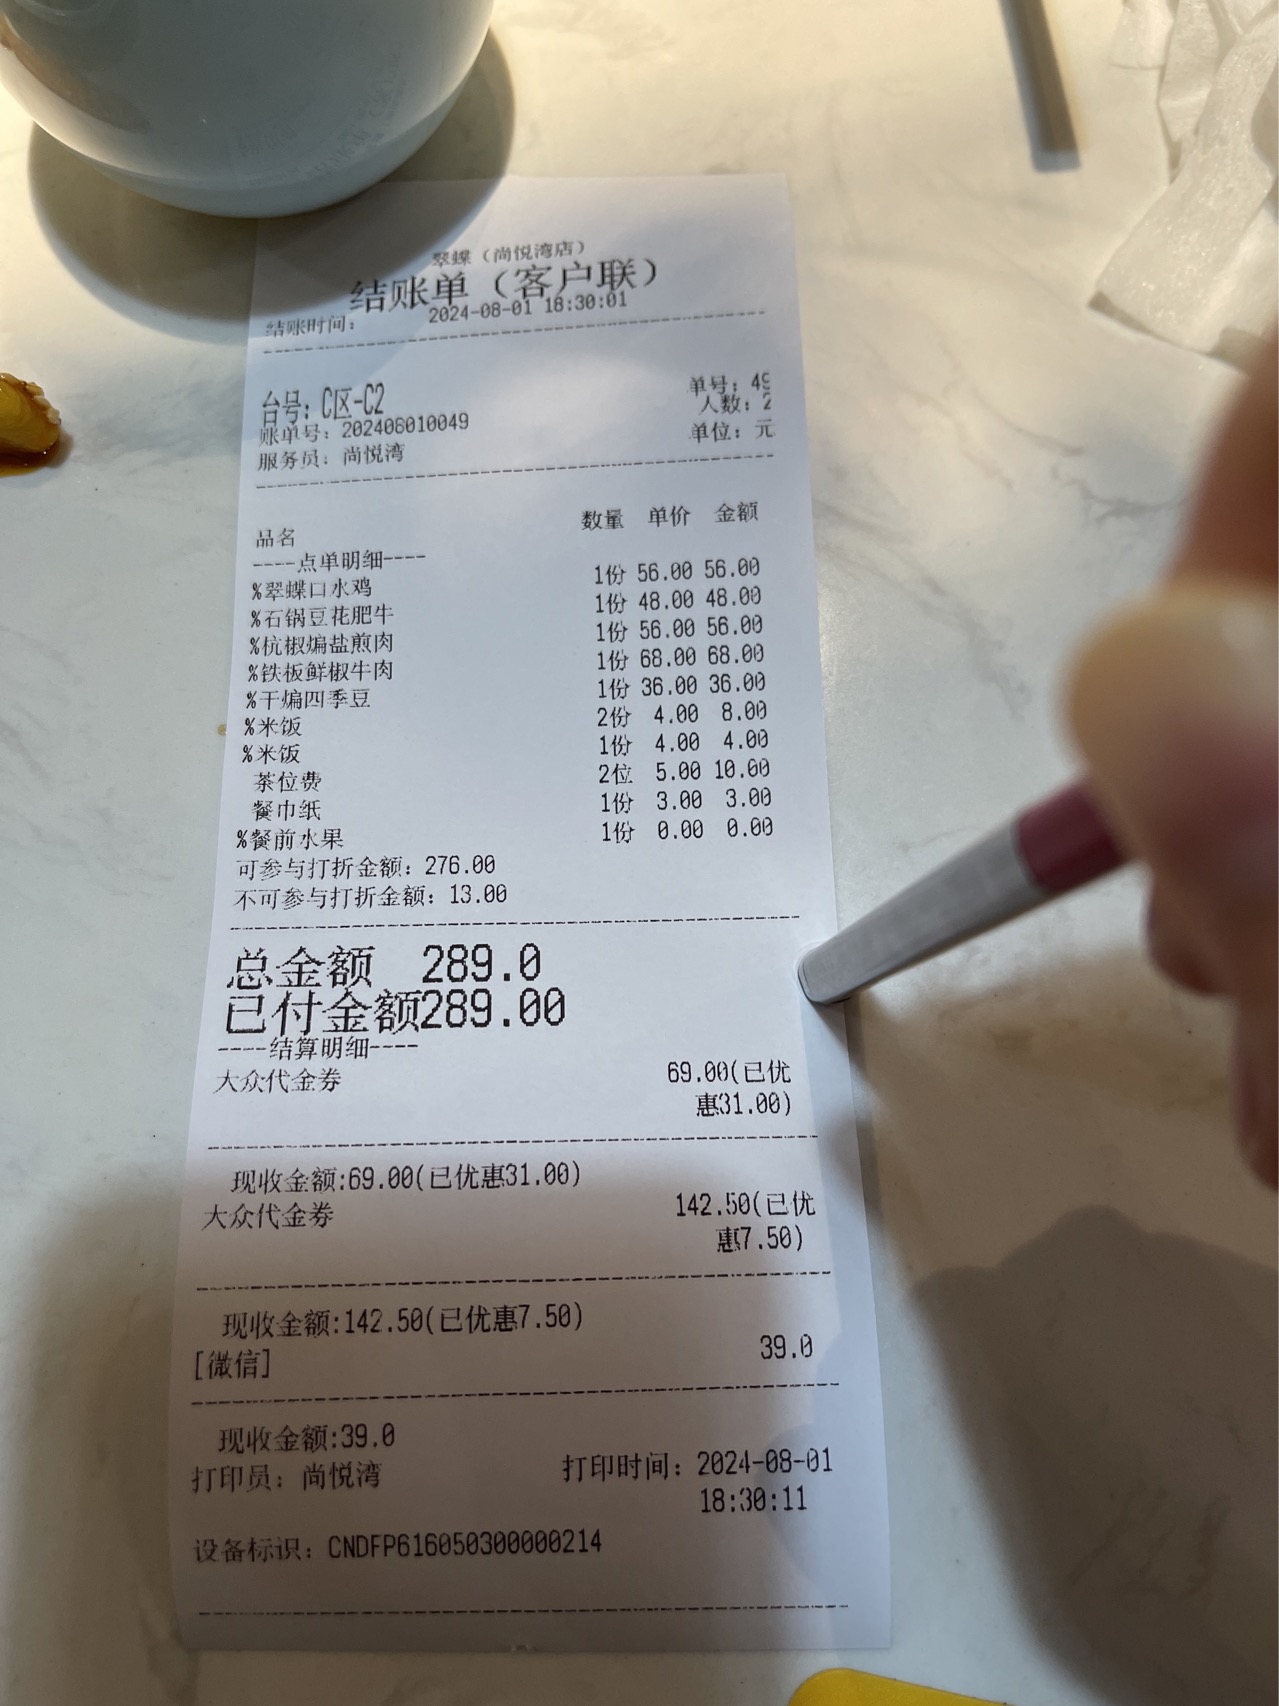 翠蝶（尚悦湾店）
结账单（客户联）
结账时间： 2024-08-01 18:30:01
台号：C区-C2 单号：49
账单号：202408010049 人数：2
服务员：尚悦湾 单位：元
品名 数量 单价 金额
----点单明细----
%翠蝶口水鸡 1份 56.00 56.00
%石锅豆花肥牛 1份 48.00 48.00
%杭椒煸盐煎肉 1份 56.00 56.00
%铁板鲜椒牛肉 1份 68.00 68.00
%干煸四季豆 1份 36.00 36.00
%米饭 2份 4.00 8.00
%米饭 1份 4.00 4.00
茶位费 2位 5.00 10.00
餐巾纸 1份 3.00 3.00
%餐前水果 1份 0.00 0.00
可参与打折金额：276.00
不可参与打折金额：13.00
总金额 289.0
已付金额289.00
----结算明细----
大众代金券 69.00(已优
惠31.00)
现收金额:69.00(已优惠31.00)
大众代金券 142.50(已优
惠7.50)
现收金额:142.50(已优惠7.50)
[微信] 39.0
现收金额:39.0
打印员：尚悦湾 打印时间：2024-08-01
18:30:11
设备标识：CNDFP616050300000214